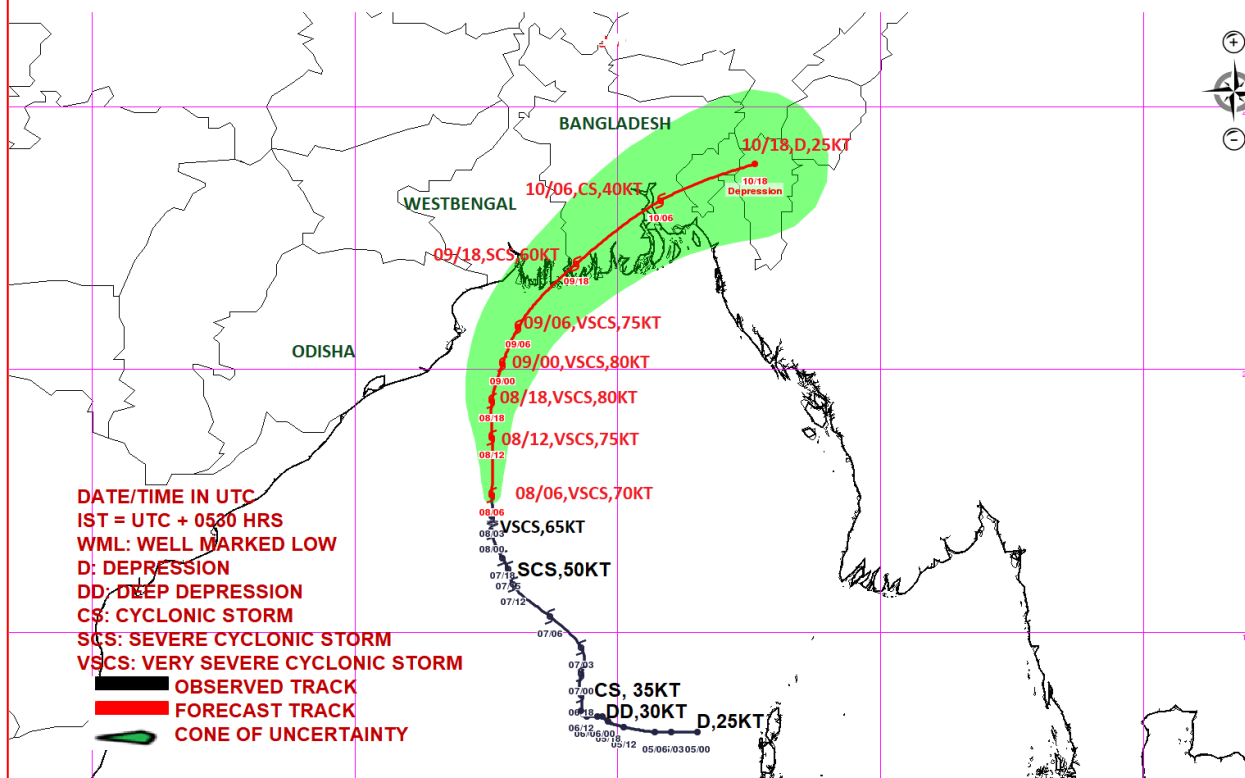 BANGLADESH
10/18,D,25KT
10/18
Depression
10/06,CS,40KT
10/06
WESTBENGAL
09/18,SCS,60KT
09/18
09/06,VSCS,75KT
09/06
ODISHA
09/00,VSCS,80KT
09/00
08/18,VSCS,80KT
08/18
08/12,VSCS,75KT
08/12
08/06,VSCS,70KT
08/06
VSCS,65KT
08/03
08/00
SCS,50KT
07/18
07/12
07/06
07/03
07/00
CS, 35KT
06/18
DD,30KT
06/12
D,25KT
05/18
05/12
05/06
05/03
05/00
DATE/TIME IN UTC
IST = UTC + 0530 HRS
WML: WELL MARKED LOW
D: DEPRESSION
DD: DEEP DEPRESSION
CS: CYCLONIC STORM
SCS: SEVERE CYCLONIC STORM
VSCS: VERY SEVERE CYCLONIC STORM
OBSERVED TRACK
FORECAST TRACK
CONE OF UNCERTAINTY